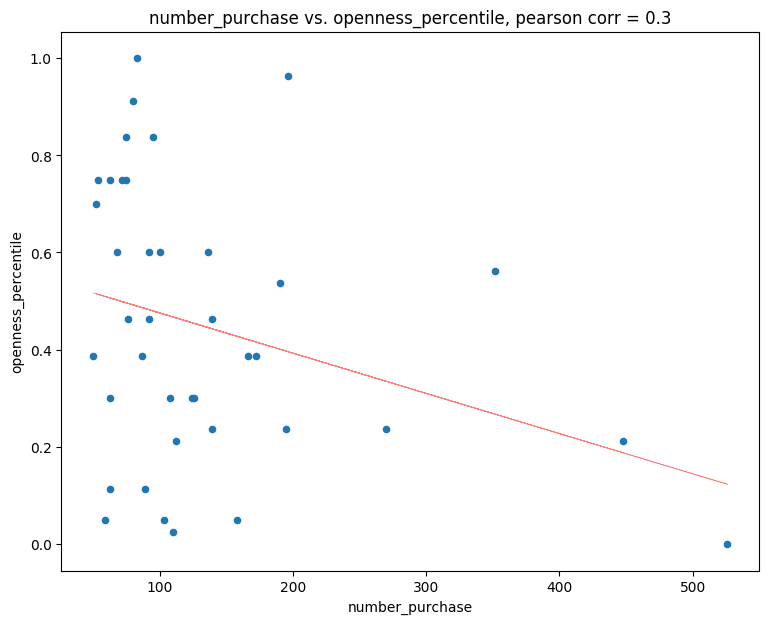 number_purchase vs. openness_percentile, pearson corr = 0.3
1.0
0.8
0.6
0.4
0.2
0.0
openness_percentile
100 200 300 400 500
number_purchase